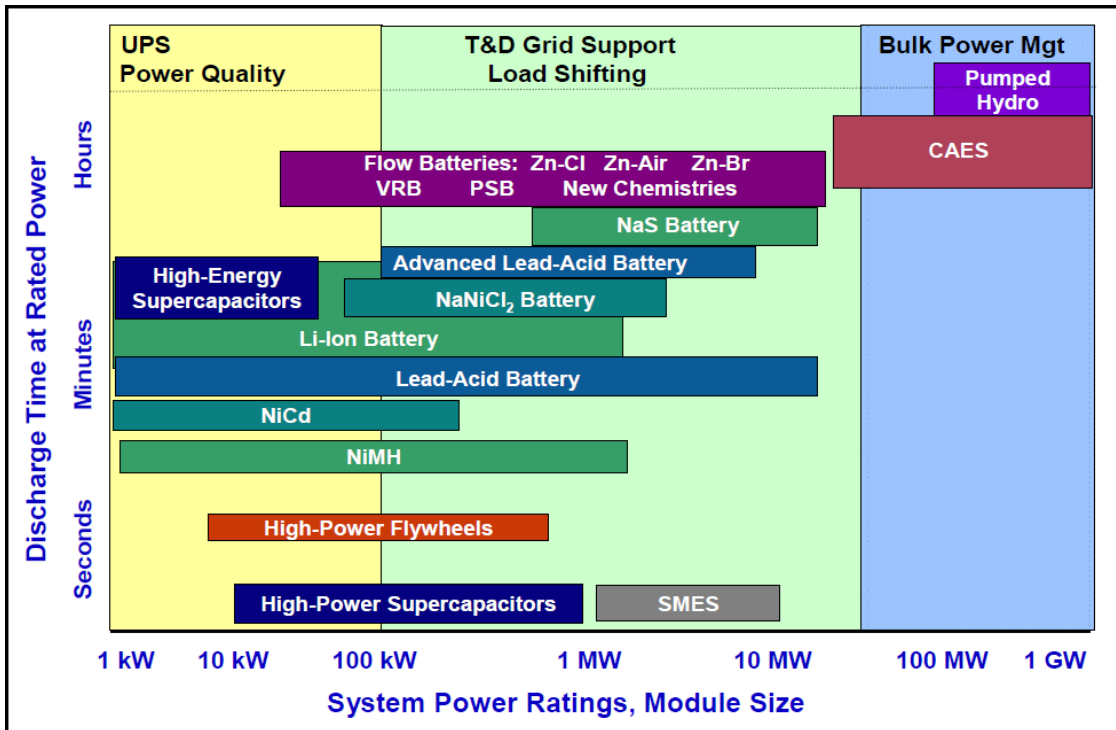 UPS
Power Quality
T&D Grid Support
Load Shifting
Bulk Power Mgt
Pumped
Hydro
CAES
Flow Batteries: Zn-Cl Zn-Air Zn-Br
VRB PSB New Chemistries
NaS Battery
Advanced Lead-Acid Battery
High-Energy
Supercapacitors
NaNiCl₂ Battery
Li-Ion Battery
Lead-Acid Battery
NiCd
NiMH
High-Power Flywheels
High-Power Supercapacitors
SMES
Discharge Time at Rated Power
Hours
Minutes
Seconds
1 kW 10 kW 100 kW 1 MW 10 MW 100 MW 1 GW
System Power Ratings, Module Size